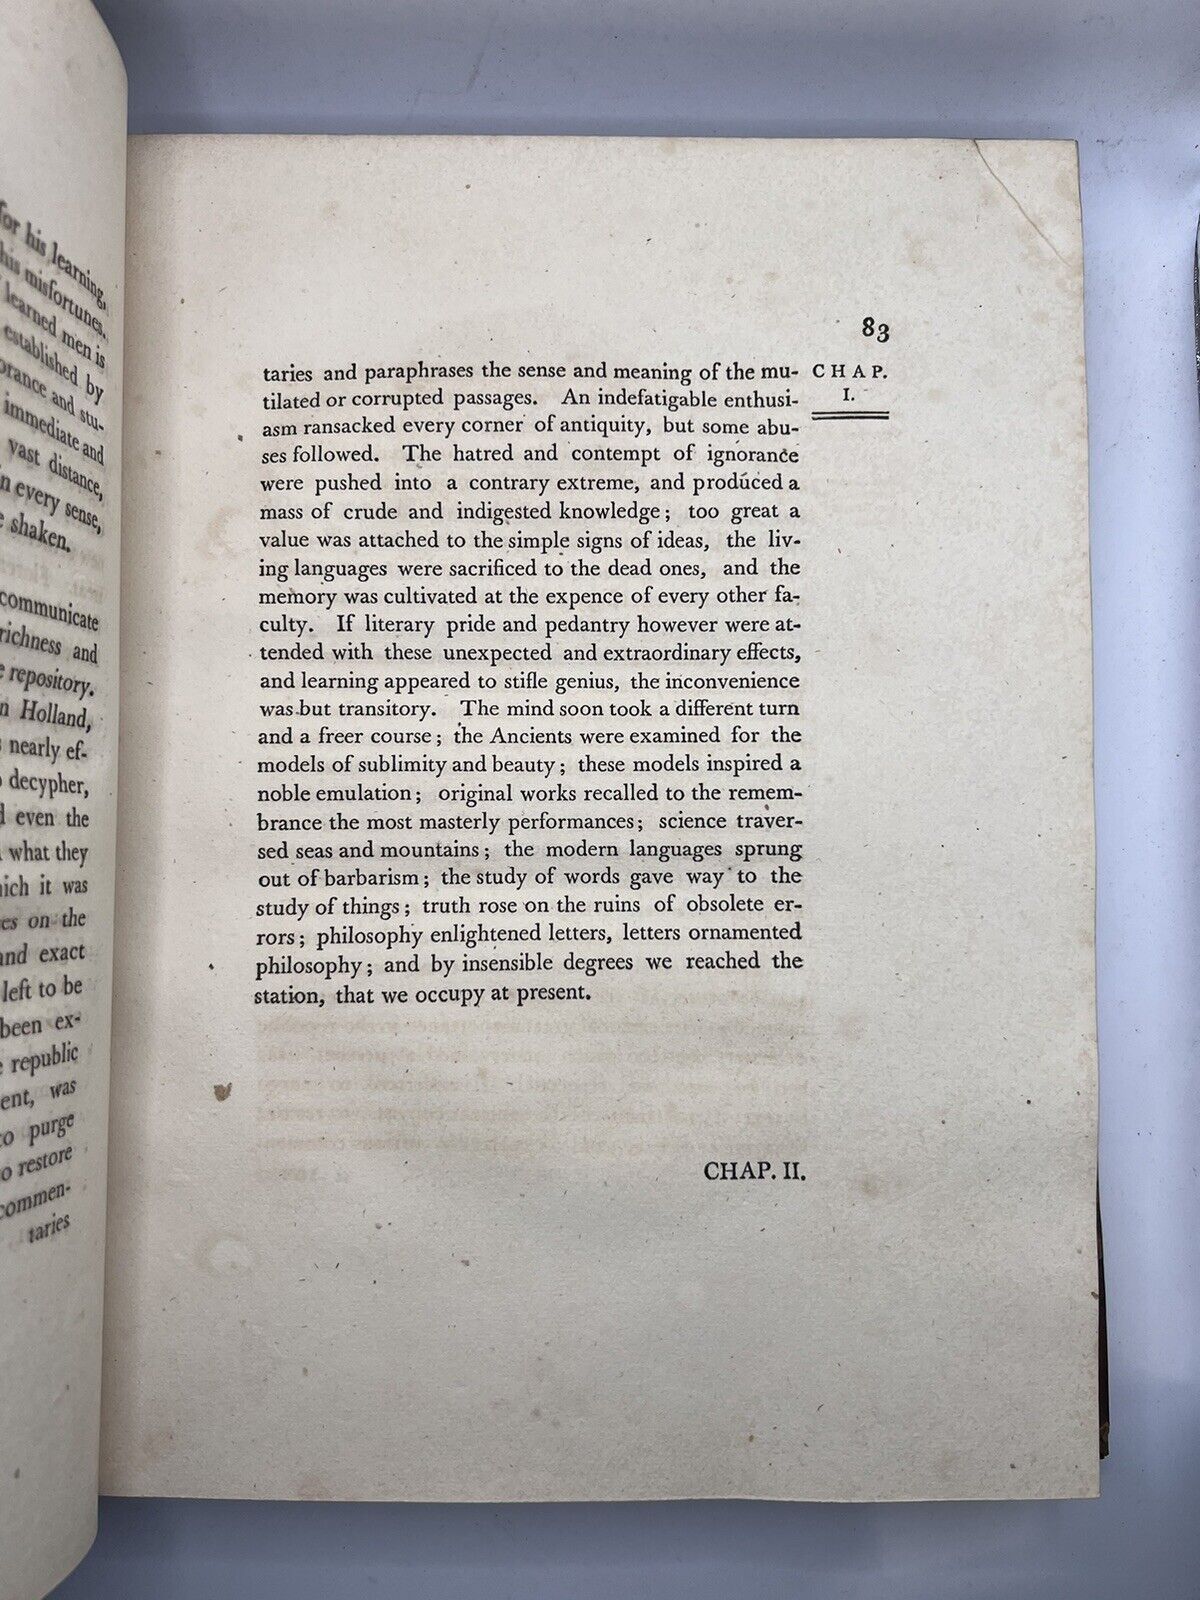 for his learning,
his misfortunes.
learned men is
established by
orance and stu-
immediate and
vast distance,
every sense,
shaken.
communicate
richness and
repository.
Holland,
nearly ef-
decypher,
even the
what they
which it was
on the
and exact
left to be
been ex-
republic
was
purge
restore
commen-
taries
83
CHAP.
I.
taries and paraphrases the sense and meaning of the mu-
tilated or corrupted passages. An indefatigable enthusi-
asm ransacked every corner of antiquity, but some abu-
ses followed. The hatred and contempt of ignorance
were pushed into a contrary extreme, and produced a
mass of crude and indigested knowledge; too great a
value was attached to the simple signs of ideas, the liv-
ing languages were sacrificed to the dead ones, and the
memory was cultivated at the expence of every other fa-
culty. If literary pride and pedantry however were at-
tended with these unexpected and extraordinary effects,
and learning appeared to stifle genius, the inconvenience
was but transitory. The mind soon took a different turn
and a freer course; the Ancients were examined for the
models of sublimity and beauty; these models inspired a
noble emulation; original works recalled to the remem-
brance the most masterly performances; science traver-
sed seas and mountains; the modern languages sprung
out of barbarism; the study of words gave way to the
study of things; truth rose on the ruins of obsolete er-
rors; philosophy enlightened letters, letters ornamented
philosophy; and by insensible degrees we reached the
station, that we occupy at present.
CHAP. II.